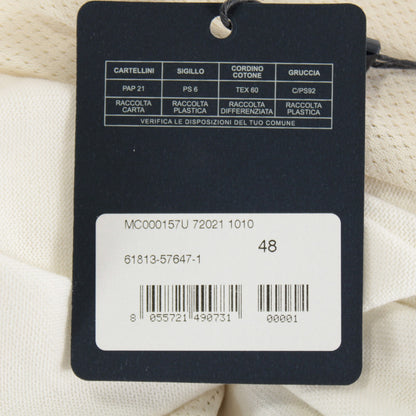 CARTELLINI SIGILLO CORDINO COTONE GRUCCIA
PAP 21 PS 6 TEX 60 C/PS92
RACCOLTA CARTA RACCOLTA PLASTICA RACCOLTA DIFFERENZIATA RACCOLTA PLASTICA
VERIFICA LE DISPOSIZIONI DEL TUO COMUNE
MC000157U 72021 1010
48
61813-57647-1
8 055721 490731 00001